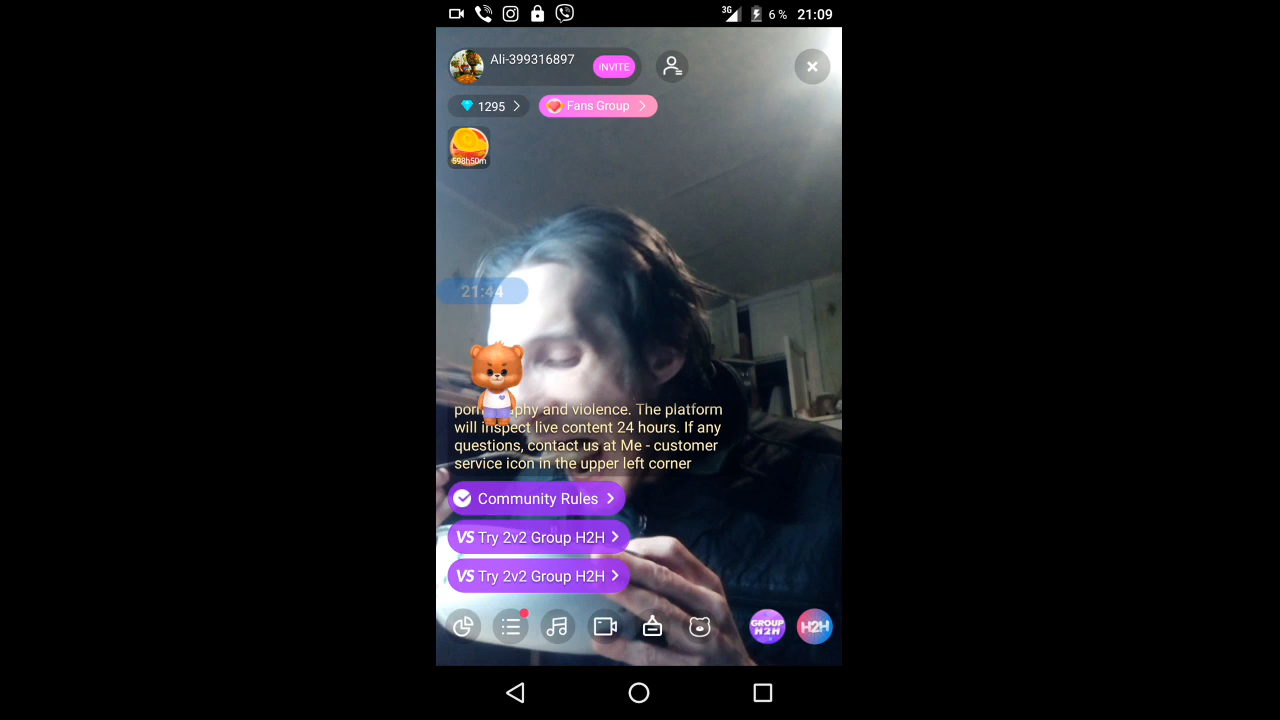 3G 6 % 21:09
Ali-399316897 INVITE
1295 Fans Group
598h50m
21:44
and violence. The platform
will inspect live content 24 hours. If any
questions, contact us at Me - customer
service icon in the upper left corner
Community Rules
VS Try 2v2 Group H2H
VS Try 2v2 Group H2H
GROUP H2H H2H